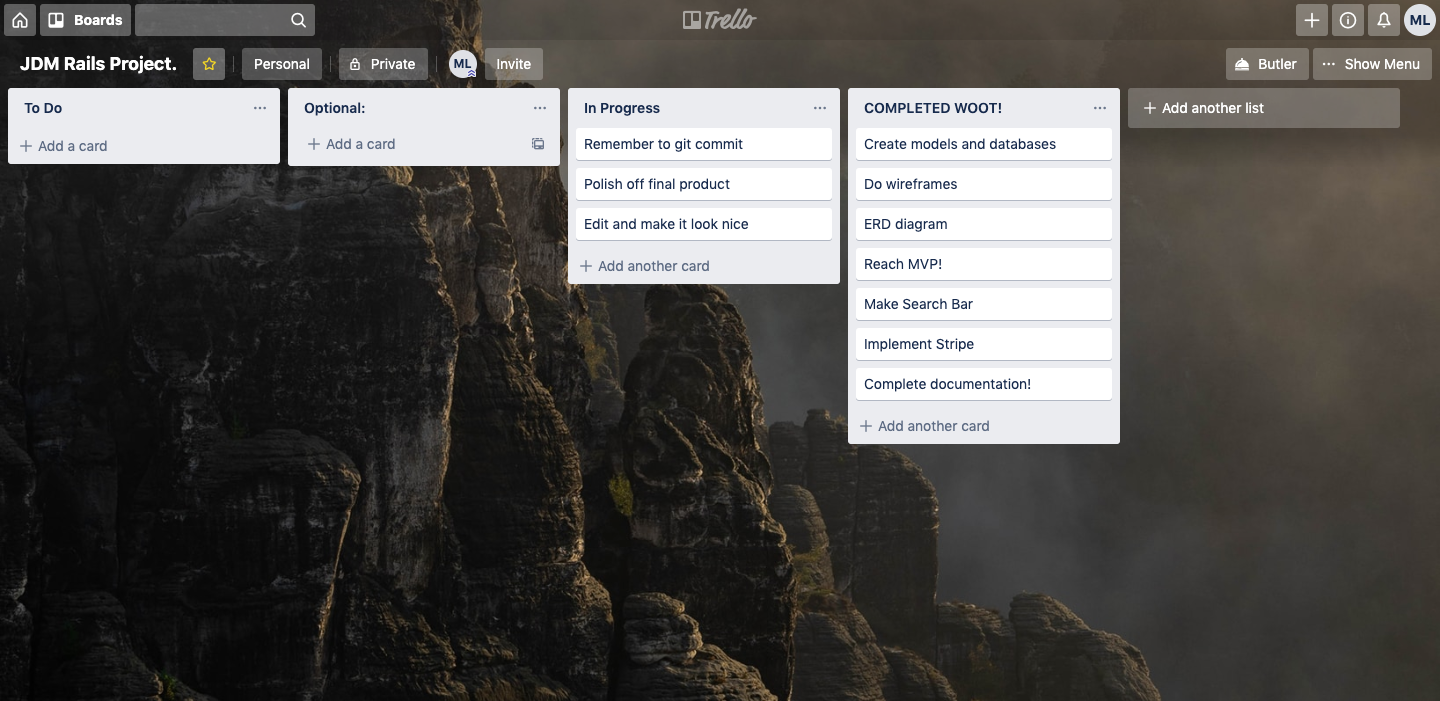 Boards
Trello
ML
JDM Rails Project.
Personal
Private
ML
Invite
Butler
Show Menu
To Do
Add a card
Optional:
Add a card
In Progress
Remember to git commit
Polish off final product
Edit and make it look nice
Add another card
COMPLETED WOOT!
Create models and databases
Do wireframes
ERD diagram
Reach MVP!
Make Search Bar
Implement Stripe
Complete documentation!
Add another card
Add another list